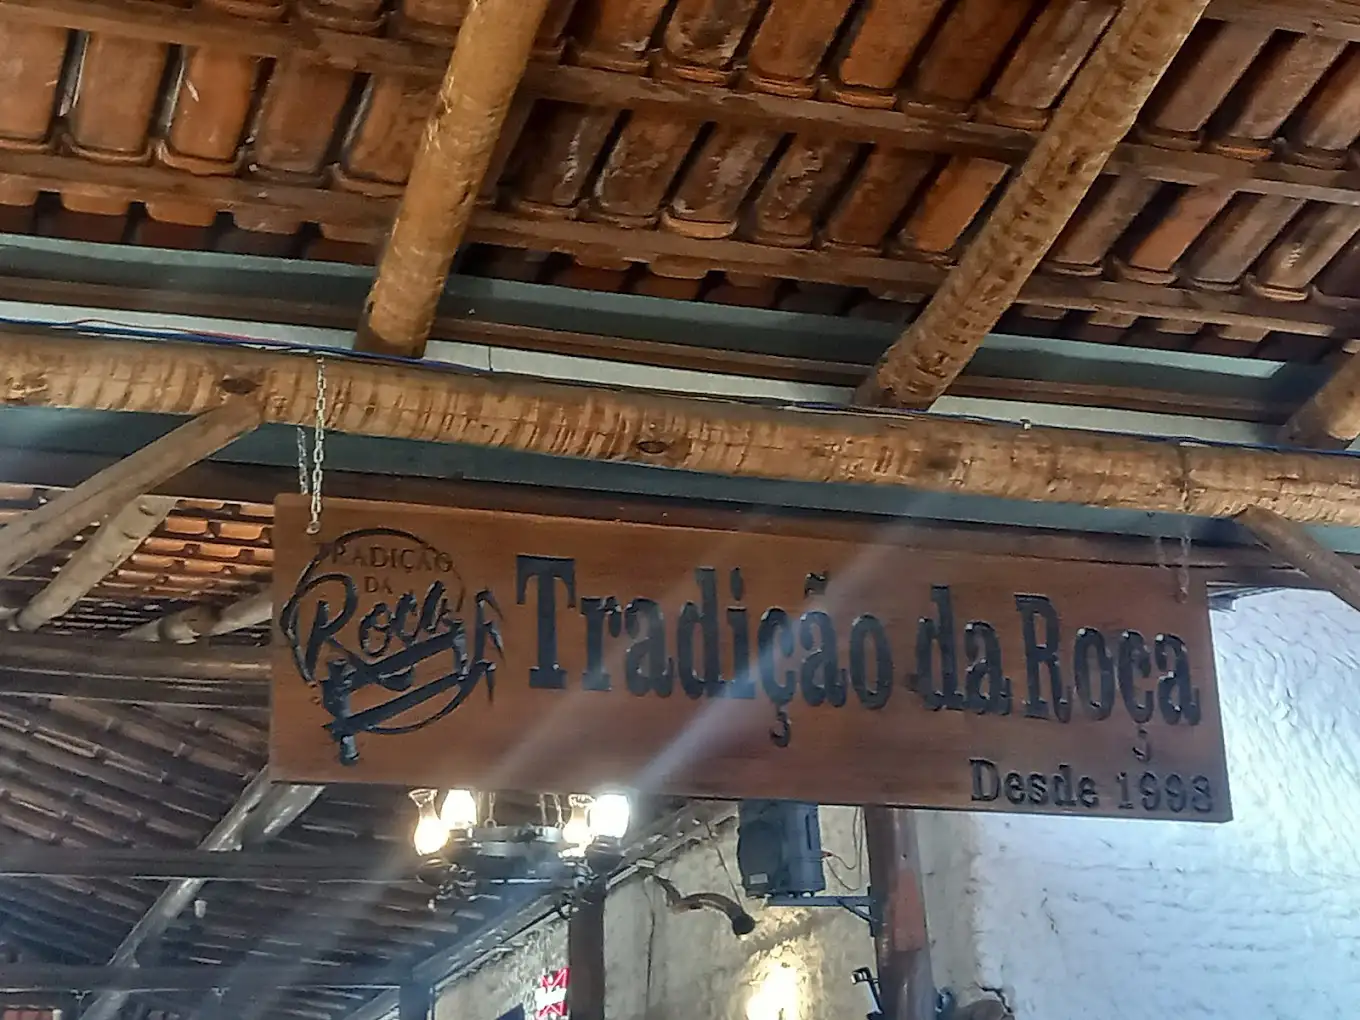 TRADIÇÃO
DA
Roça
Tradição da Roça
Desde 1998